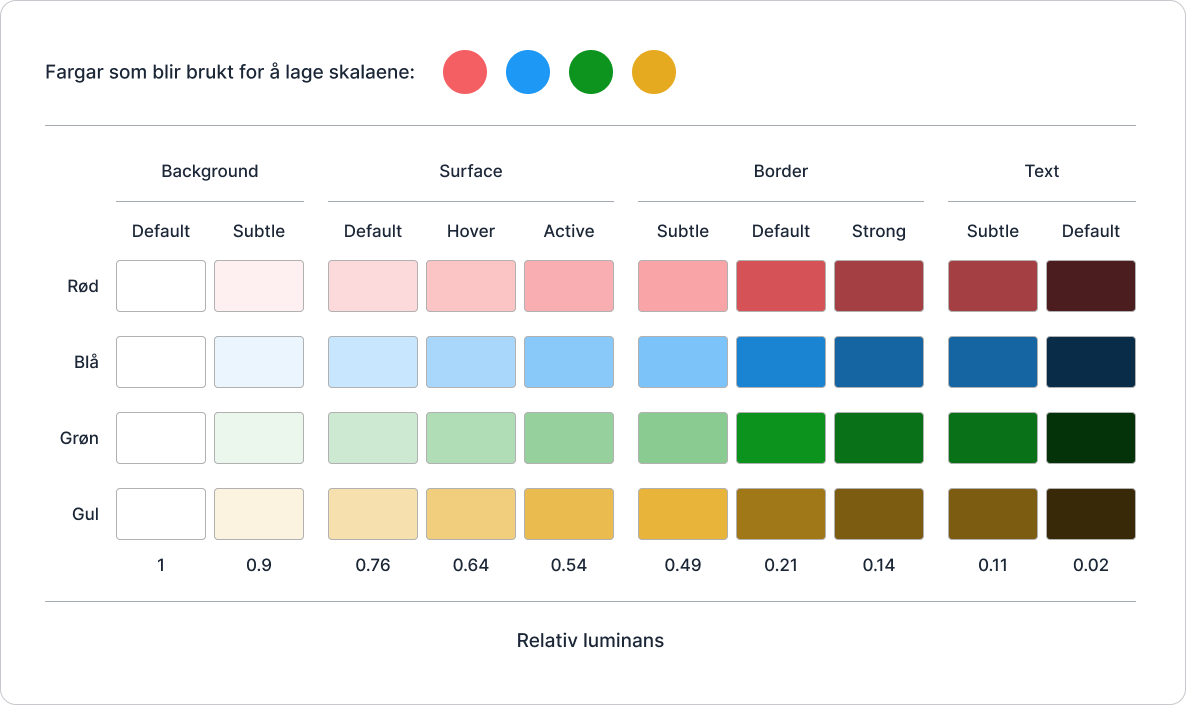 Fargar som blir brukt for å lage skalaene:
Background Surface Border Text
Default Subtle Default Hover Active Subtle Default Strong Subtle Default
Rød
Blå
Grøn
Gul
1 0.9 0.76 0.64 0.54 0.49 0.21 0.14 0.11 0.02
Relativ luminans